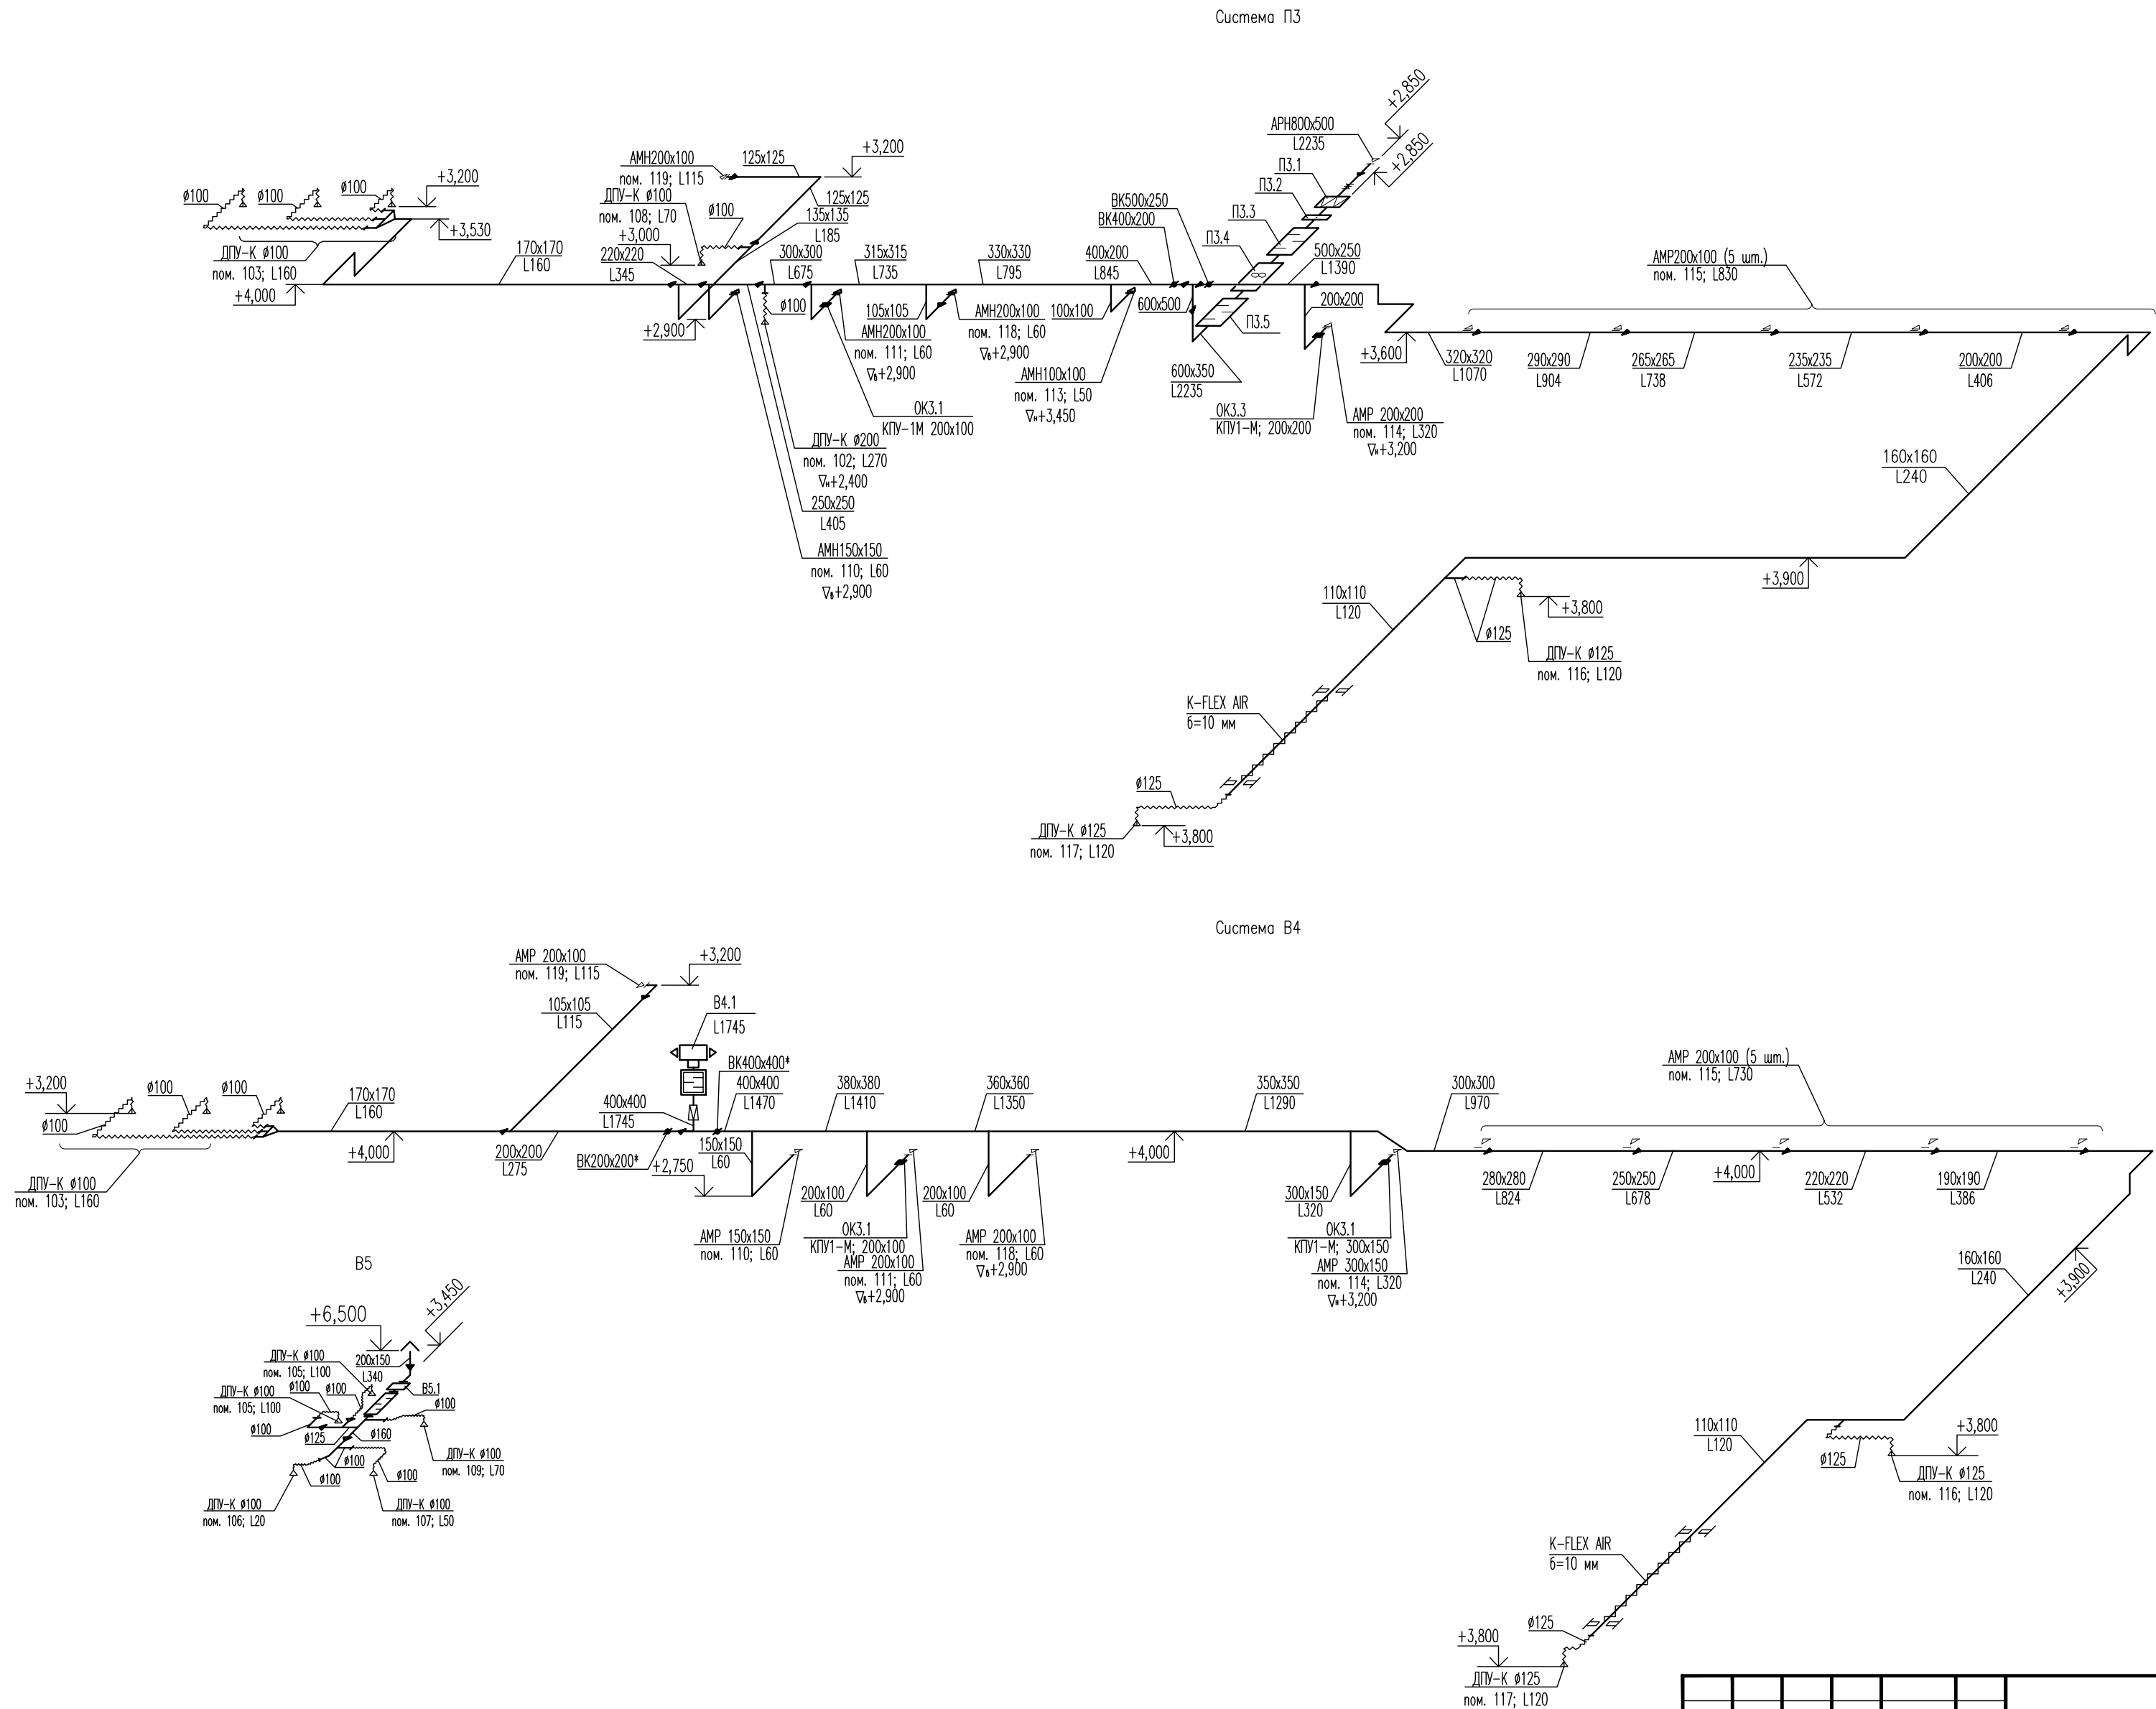 Система П3
+2,850
+2,850
АРН800х500
L2235
П3.1
П3.2
П3.3
П3.4
П3.5
ВК500х250
ВК400х200
АМН200х100
пом. 119; L115
125х125
+3,200
ДПУ-К ø100
пом. 108; L70
125х125
135х135
L185
ø100
+3,000
ø100
ø100
ø100
+3,200
+3,530
ДПУ-К ø100
пом. 103; L160
+4,000
170х170
L160
220х220
L345
300х300
L675
315х315
L735
330х330
L795
400х200
L845
500х250
L1390
АМР200х100 (5 шт.)
пом. 115; L830
+2,900
ø100
105х105
АМН200х100
пом. 111; L60
∇в+2,900
АМН200х100
пом. 118; L60
∇в+2,900
100х100
600х500
200х200
АМН100х100
пом. 113; L50
∇н+3,450
600х350
L2235
+3,600
320х320
L1070
290х290
L904
265х265
L738
235х235
L572
200х200
L406
ОК3.1
КПУ-1М 200х100
ОК3.3
КПУ1-М; 200х200
АМР 200х200
пом. 114; L320
∇н+3,200
ДПУ-К ø200
пом. 102; L270
∇н+2,400
250х250
L405
АМН150х150
пом. 110; L60
∇в+2,900
160х160
L240
+3,900
110х110
L120
+3,800
ø125
ДПУ-К ø125
пом. 116; L120
K-FLEX AIR
б=10 мм
ø125
ДПУ-К ø125
пом. 117; L120
+3,800
Система В4
АМР 200х100
пом. 119; L115
+3,200
105х105
L115
В4.1
L1745
ВК400х400*
+3,200
ø100
ø100
ø100
170х170
L160
400х400
L1745
400х400
L1470
380х380
L1410
360х360
L1350
350х350
L1290
300х300
L970
АМР 200х100 (5 шт.)
пом. 115; L730
+4,000
200х200
L275
ВК200х200*
+2,750
150х150
L60
+4,000
ДПУ-К ø100
пом. 103; L160
200х100
L60
200х100
L60
300х150
L320
280х280
L824
250х250
L678
+4,000
220х220
L532
190х190
L386
АМР 150х150
пом. 110; L60
ОК3.1
КПУ1-М; 200х100
АМР 200х100
пом. 111; L60
∇в+2,900
АМР 200х100
пом. 118; L60
∇в+2,900
ОК3.1
КПУ1-М; 300х150
АМР 300х150
пом. 114; L320
∇н+3,200
160х160
L240
+3,900
110х110
L120
ø125
+3,800
ДПУ-К ø125
пом. 116; L120
K-FLEX AIR
б=10 мм
ø125
+3,800
ДПУ-К ø125
пом. 117; L120
В5
+6,500
+3,450
ДПУ-К ø100
пом. 105; L100
200х150
L340
В5.1
ДПУ-К ø100
пом. 105; L100
ø100
ø100
ø100
ø100
ø125
ø160
ø100
ø100
ø100
ДПУ-К ø100
пом. 109; L70
ДПУ-К ø100
пом. 106; L20
ДПУ-К ø100
пом. 107; L50